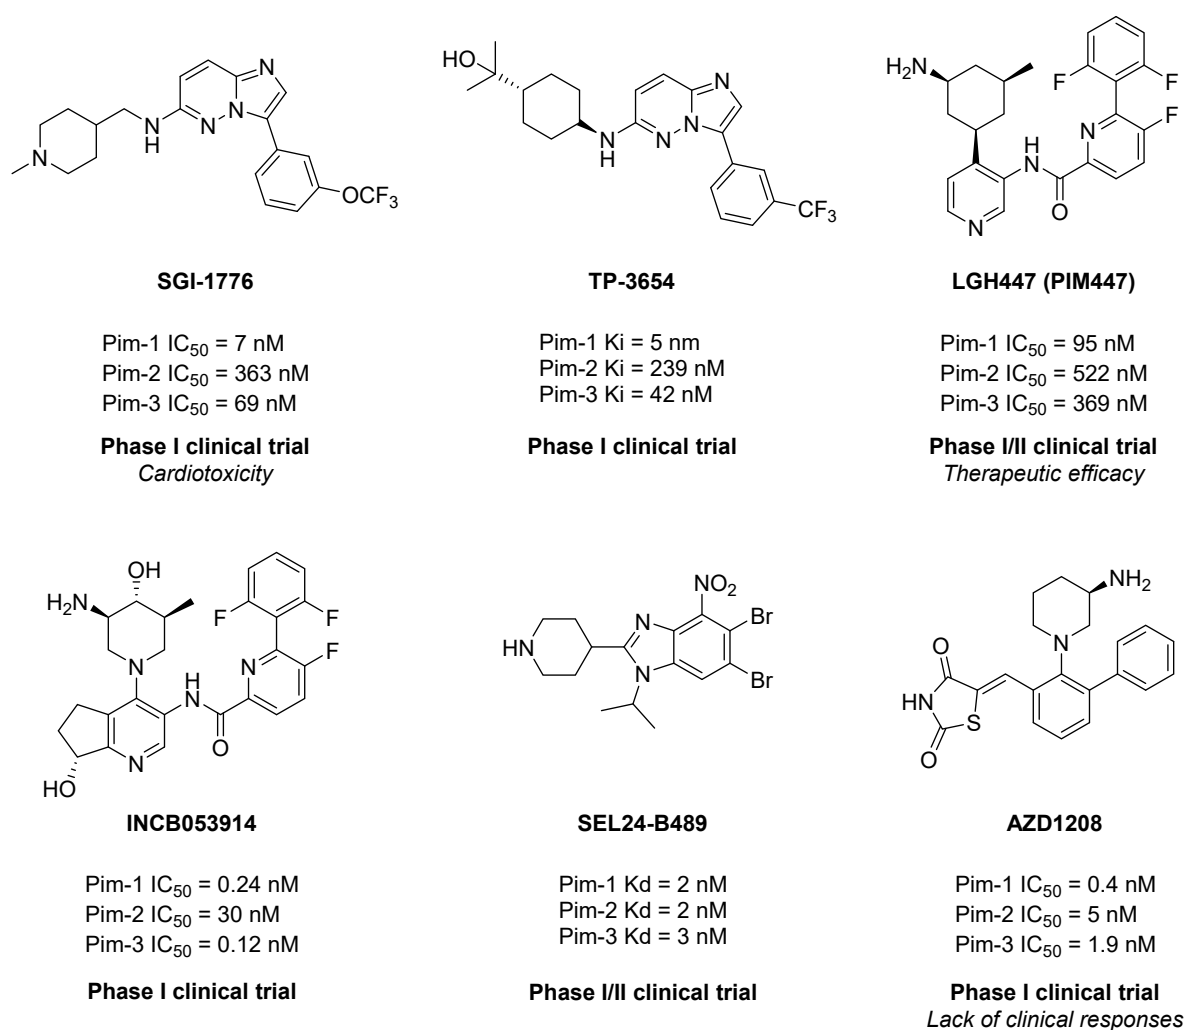 N
N
H
N
N
N
OCF₃
SGI-1776
Pim-1 IC₅₀ = 7 nM
Pim-2 IC₅₀ = 363 nM
Pim-3 IC₅₀ = 69 nM
Phase I clinical trial
Cardiotoxicity
HO
N
H
N
N
N
CF₃
TP-3654
Pim-1 Ki = 5 nm
Pim-2 Ki = 239 nM
Pim-3 Ki = 42 nM
Phase I clinical trial
H₂N
F
F
F
N
H
N
O
N
LGH447 (PIM447)
Pim-1 IC₅₀ = 95 nM
Pim-2 IC₅₀ = 522 nM
Pim-3 IC₅₀ = 369 nM
Phase I/II clinical trial
Therapeutic efficacy
OH
H₂N
F
F
F
N
N
H
N
O
N
HO
INCB053914
Pim-1 IC₅₀ = 0.24 nM
Pim-2 IC₅₀ = 30 nM
Pim-3 IC₅₀ = 0.12 nM
Phase I clinical trial
NO₂
Br
Br
N
HN
N
SEL24-B489
Pim-1 Kd = 2 nM
Pim-2 Kd = 2 nM
Pim-3 Kd = 3 nM
Phase I/II clinical trial
NH₂
N
O
HN
S
O
AZD1208
Pim-1 IC₅₀ = 0.4 nM
Pim-2 IC₅₀ = 5 nM
Pim-3 IC₅₀ = 1.9 nM
Phase I clinical trial
Lack of clinical responses